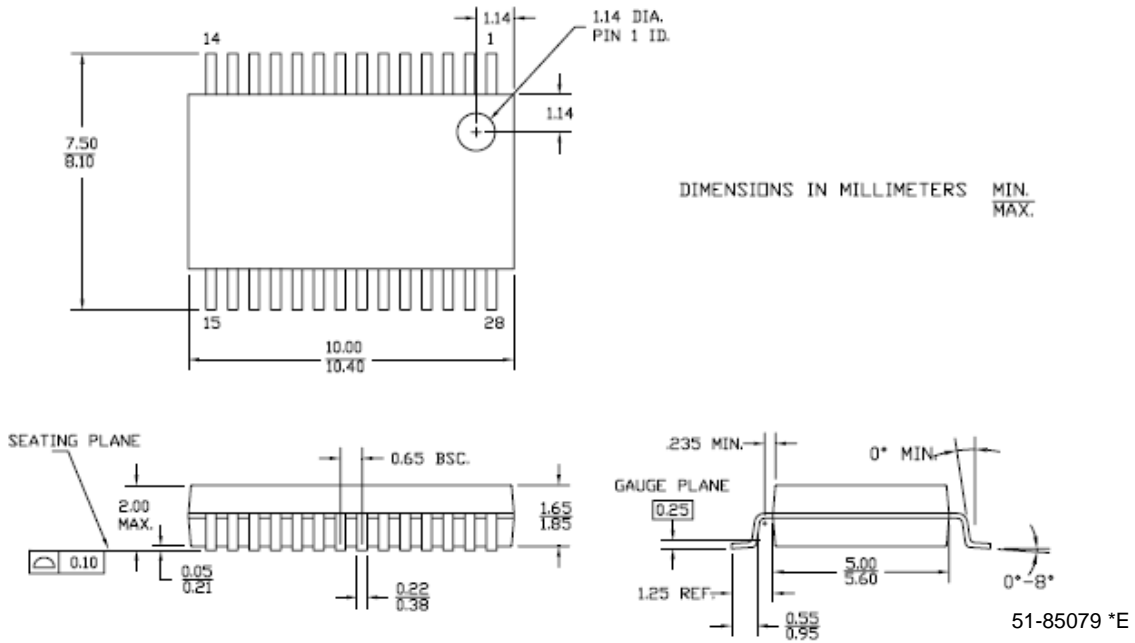 1.14
1.14 DIA.
PIN 1 ID.
14
1
1.14
7.50
8.10
DIMENSIONS IN MILLIMETERS MIN.
MAX.
15
28
10.00
10.40
SEATING PLANE
0.65 BSC.
.235 MIN.
0° MIN.
GAUGE PLANE
0.25
2.00
MAX.
1.65
1.85
0.10
0.05
0.21
0.22
0.38
1.25 REF.
5.00
5.60
0°-8°
0.55
0.95
51-85079 *E